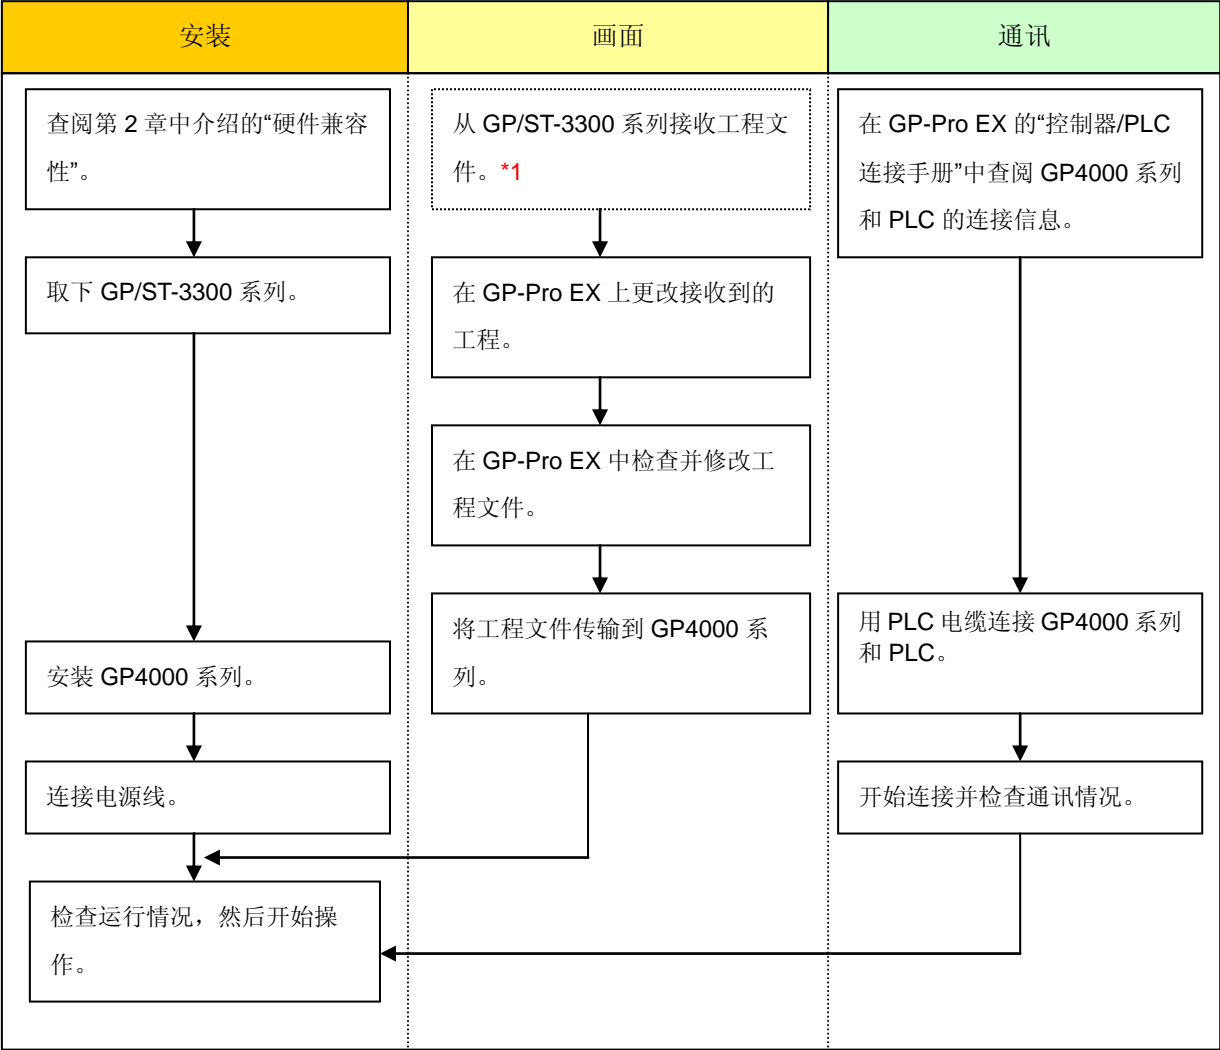 安装
画面
通讯
查阅第 2 章中介绍的“硬件兼容
性”。
取下 GP/ST-3300 系列。
安装 GP4000 系列。
连接电源线。
检查运行情况，然后开始操
作。
从 GP/ST-3300 系列接收工程文
件。*1
在 GP-Pro EX 上更改接收到的
工程。
在 GP-Pro EX 中检查并修改工
程文件。
将工程文件传输到 GP4000 系
列。
在 GP-Pro EX 的“控制器/PLC
连接手册”中查阅 GP4000 系列
和 PLC 的连接信息。
用 PLC 电缆连接 GP4000 系列
和 PLC。
开始连接并检查通讯情况。